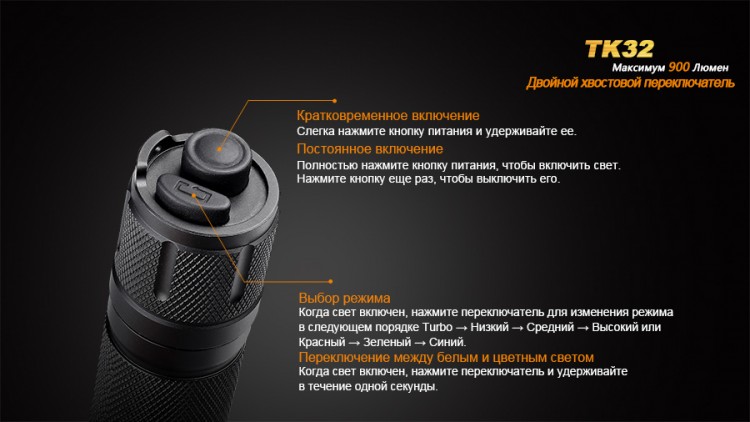 TK32
Максимум 900 Люмен
Двойной хвостовой переключатель
Кратковременное включение
Слегка нажмите кнопку питания и удерживайте ее.
Постоянное включение
Полностью нажмите кнопку питания, чтобы включить свет.
Нажмите кнопку еще раз, чтобы выключить его.
Выбор режима
Когда свет включен, нажмите переключатель для изменения режима
в следующем порядке Turbo → Низкий → Средний → Высокий или
Красный → Зеленый → Синий.
Переключение между белым и цветным светом
Когда свет включен, нажмите переключатель и удерживайте
в течение одной секунды.